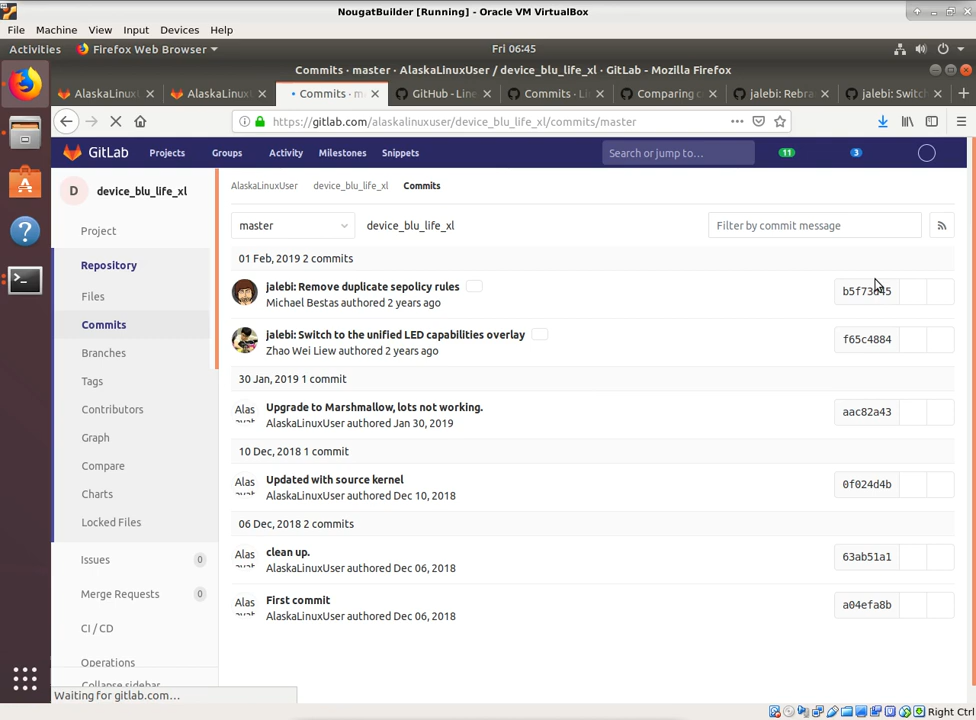 NougatBuilder [Running] - Oracle VM VirtualBox
File Machine View Input Devices Help
Activities Firefox Web Browser Fri 06:45
Commits · master · AlaskaLinuxUser / device_blu_life_xl · GitLab - Mozilla Firefox
AlaskaLinux AlaskaLinux Commits · m GitHub - Line Commits · Li Comparing jalebi: Rebra jalebi: Switch
https://gitlab.com/alaskalinuxuser/device_blu_life_xl/commits/master
GitLab Projects Groups Activity Milestones Snippets Search or jump to... 11 3
D device_blu_life_xl
AlaskaLinuxUser device_blu_life_xl Commits
Project
Repository
Files
Commits
Branches
Tags
Contributors
Graph
Compare
Charts
Locked Files
Issues 0
Merge Requests 0
CI / CD
Operations
Collapse sidebar
master device_blu_life_xl Filter by commit message
01 Feb, 2019 2 commits
jalebi: Remove duplicate sepolicy rules
Michael Bestas authored 2 years ago
jalebi: Switch to the unified LED capabilities overlay
Zhao Wei Liew authored 2 years ago
f65c4884
30 Jan, 2019 1 commit
Alas
Upgrade to Marshmallow, lots not working.
AlaskaLinuxUser authored Jan 30, 2019
aac82a43
10 Dec, 2018 1 commit
Alas
Updated with source kernel
AlaskaLinuxUser authored Dec 10, 2018
0f024d4b
06 Dec, 2018 2 commits
Alas
clean up.
AlaskaLinuxUser authored Dec 06, 2018
63ab51a1
Alas
First commit
AlaskaLinuxUser authored Dec 06, 2018
a04efa8b
Waiting for gitlab.com...
Right Ctrl